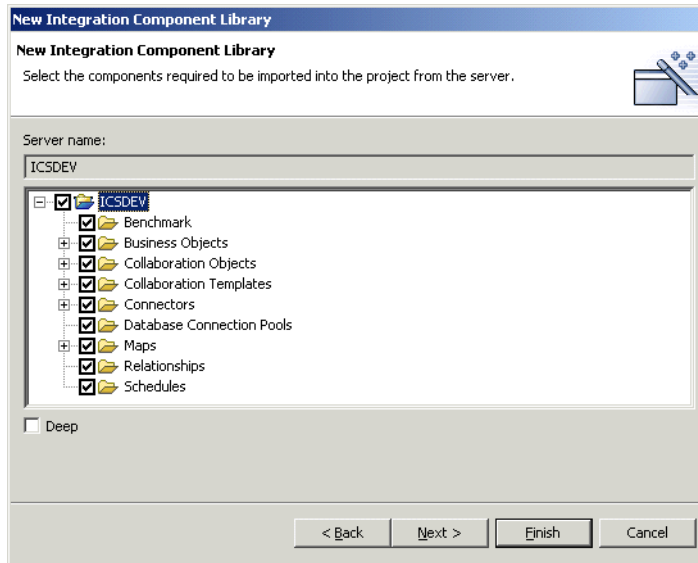 New Integration Component Library
New Integration Component Library
Select the components required to be imported into the project from the server.
Server name:
ICSDEV
ICSDEV
Benchmark
Business Objects
Collaboration Objects
Collaboration Templates
Connectors
Database Connection Pools
Maps
Relationships
Schedules
Deep
< Back Next > Finish Cancel